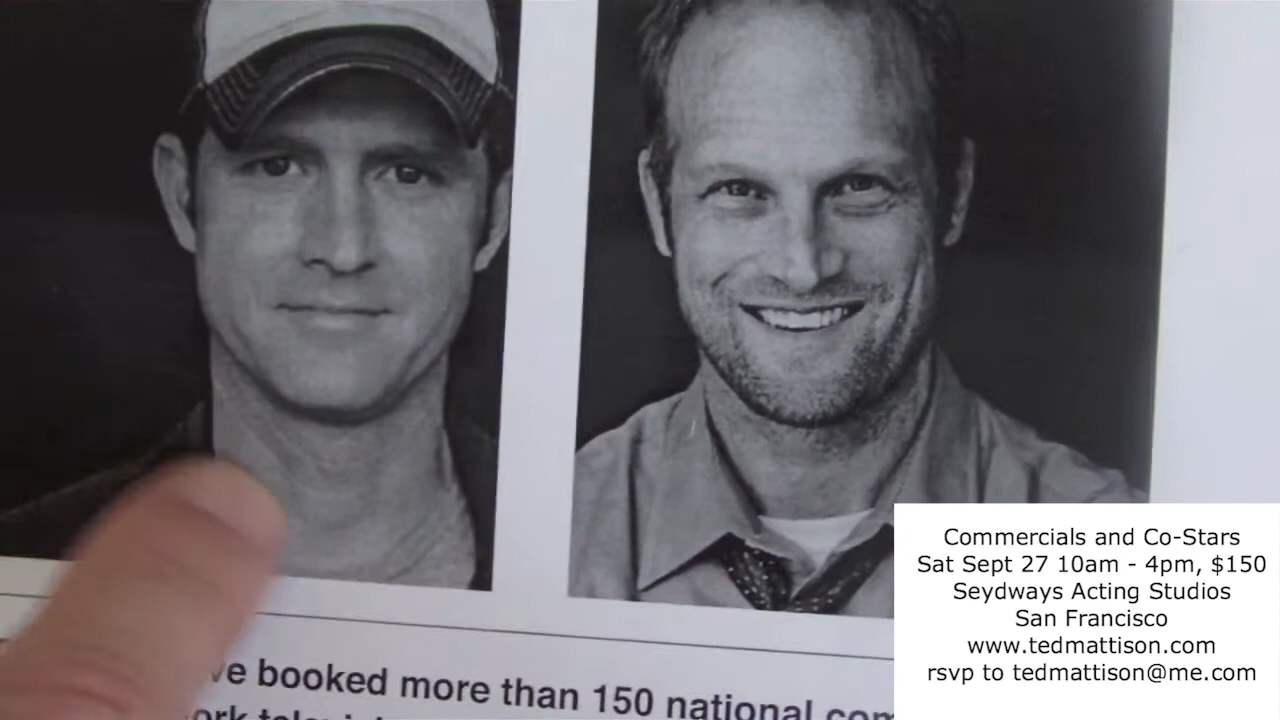 booked more than 150 national
Commercials and Co-Stars
Sat Sept 27 10am - 4pm, $150
Seydways Acting Studios
San Francisco
www.tedmattison.com
rsvp to tedmattison@me.com